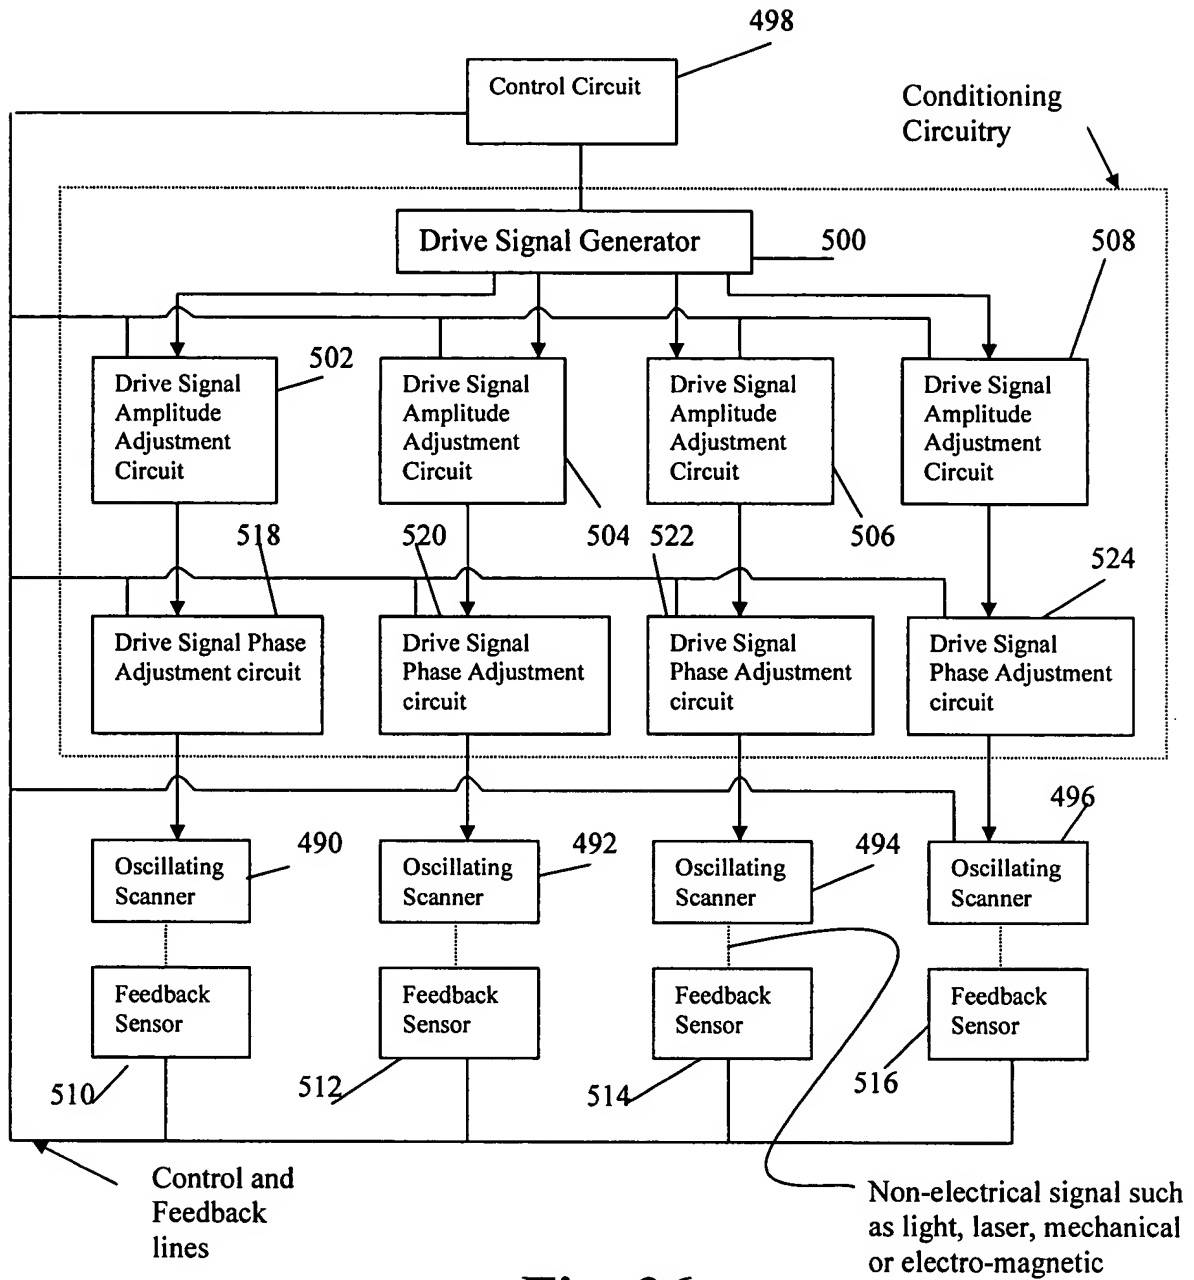 498
Control Circuit
Conditioning
Circuitry
Drive Signal Generator
500
508
502
Drive Signal
Amplitude
Adjustment
Circuit
Drive Signal
Amplitude
Adjustment
Circuit
Drive Signal
Amplitude
Adjustment
Circuit
Drive Signal
Amplitude
Adjustment
Circuit
518
520
504
522
506
524
Drive Signal Phase
Adjustment circuit
Drive Signal
Phase Adjustment
circuit
Drive Signal
Phase Adjustment
circuit
Drive Signal
Phase Adjustment
circuit
490
492
494
496
Oscillating
Scanner
Oscillating
Scanner
Oscillating
Scanner
Oscillating
Scanner
Feedback
Sensor
Feedback
Sensor
Feedback
Sensor
Feedback
Sensor
510
512
514
516
Control and
Feedback
lines
Non-electrical signal such
as light, laser, mechanical
or electro-magnetic